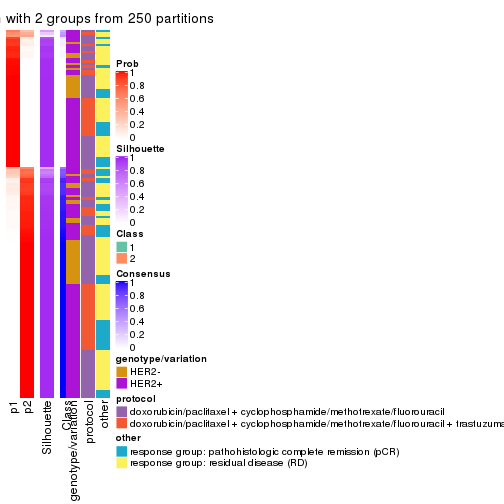 with 2 groups from 250 partitions
Prob
1
0.8
0.6
0.4
0.2
0
Silhouette
1
0.8
0.6
0.4
0.2
0
Class
1
2
Consensus
1
0.8
0.6
0.4
0.2
0
genotype/variation
HER2-
HER2+
protocol
doxorubicin/paclitaxel + cyclophosphamide/methotrexate/fluorouracil
doxorubicin/paclitaxel + cyclophosphamide/methotrexate/fluorouracil + trastuzuma
other
response group: pathohistologic complete remission (pCR)
response group: residual disease (RD)
p1
p2
Silhouette
Class
genotype/variation
protocol
other